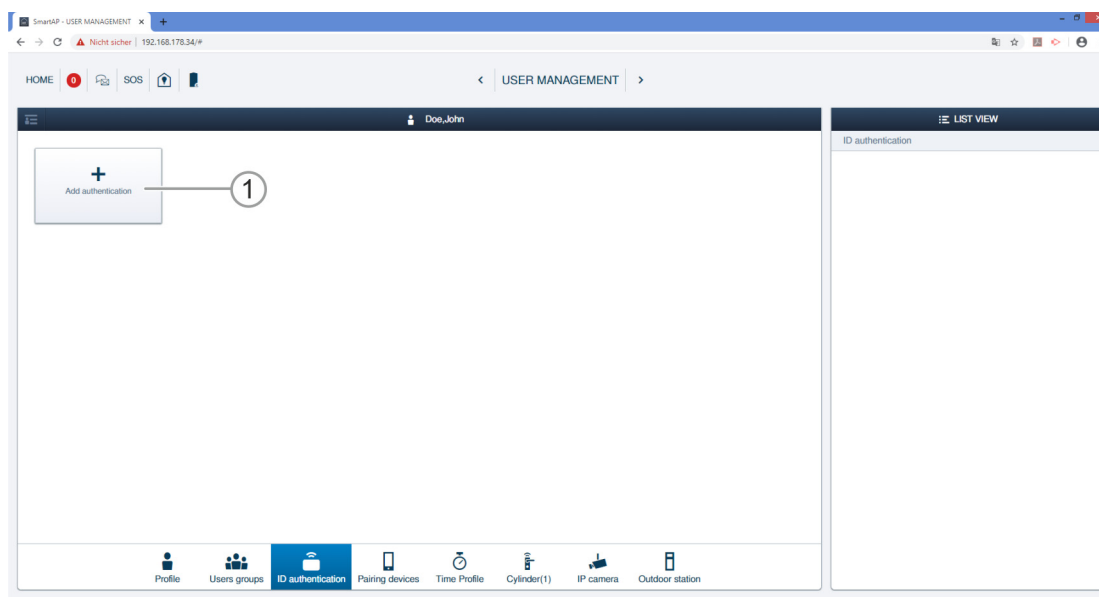 SmartAP - USER MANAGEMENT
Nicht sicher | 192.168.178.34/#
HOME 0 SOS < USER MANAGEMENT >
Doe,John
LIST VIEW
ID authentication
+
Add authentication
1
Profile Users groups ID authentication Pairing devices Time Profile Cylinder(1) IP camera Outdoor station